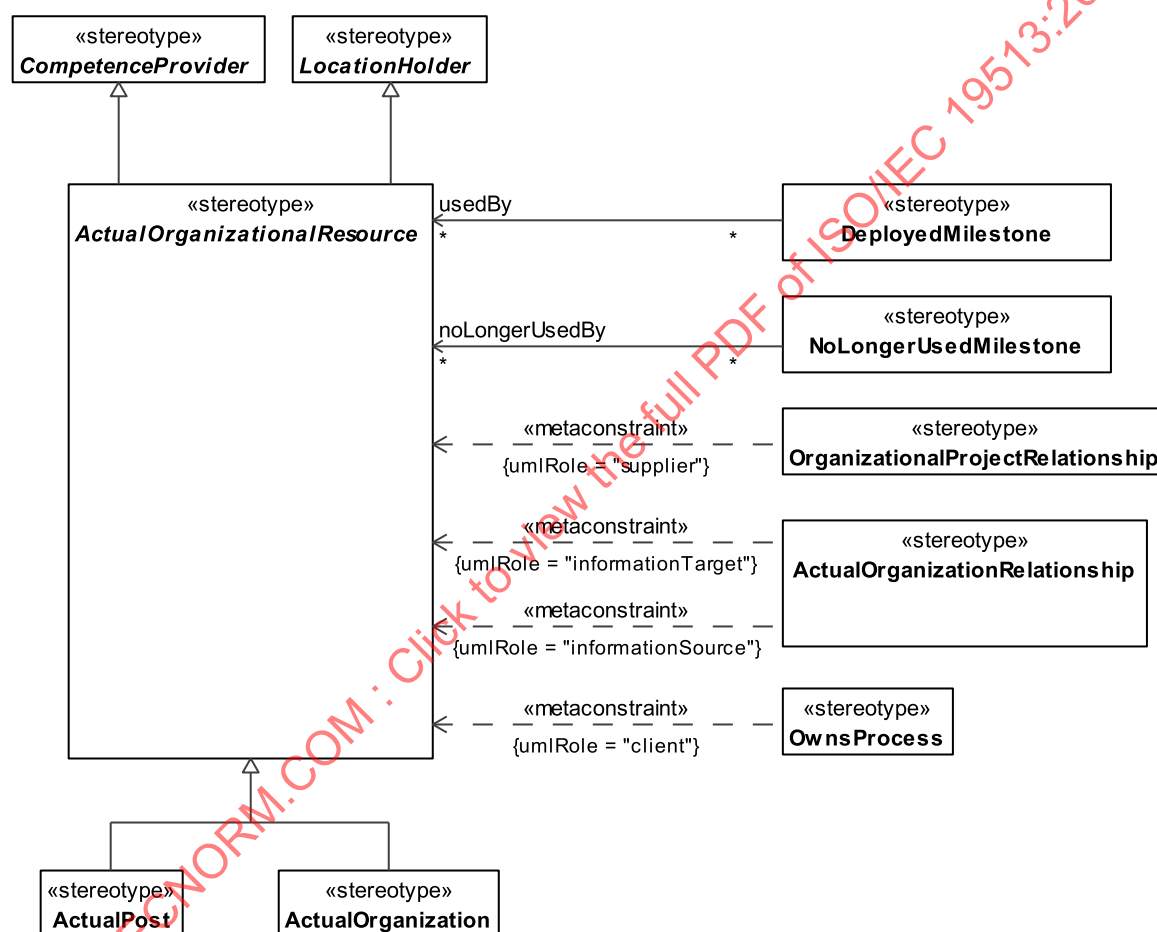 «stereotype»
CompetenceProvider
«stereotype»
LocationHolder
«stereotype»
ActualOrganizationalResource
usedBy
*
*
«stereotype»
DeployedMilestone
noLongerUsedBy
*
*
«stereotype»
NoLongerUsedMilestone
«metaconstraint»
{umlRole = "supplier"}
«stereotype»
OrganizationalProjectRelationship
«metaconstraint»
{umlRole = "informationTarget"}
«stereotype»
ActualOrganizationRelationship
«metaconstraint»
{umlRole = "informationSource"}
«metaconstraint»
{umlRole = "client"}
«stereotype»
OwnsProcess
«stereotype»
ActualPost
«stereotype»
ActualOrganization
ECNORM.COM : Click to view the full PDF of ISO/IEC 19513:20